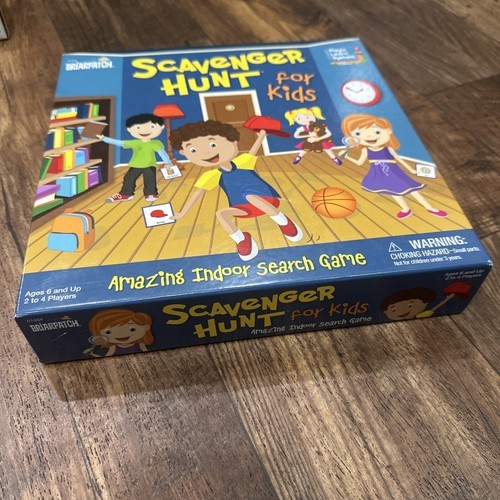 BRIARPATCH
SCAVENGER
HUNT for
Kids
Amazing Indoor Search Game
Ages 6 and Up
2 to 4 Players
WARNING:
CHOKING HAZARD—Small parts
Not for children under 3 years.
BRIARPATCH
SCAVENGER
HUNT for Kids
Amazing Indoor Search Game
Ages 6 and Up
2 to 4 Players